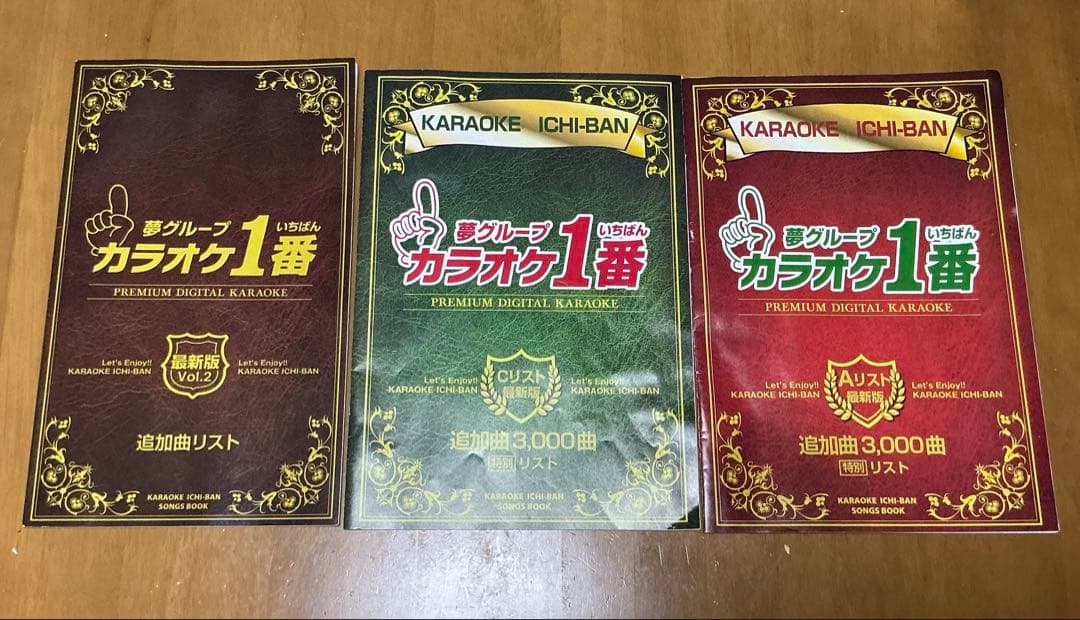 夢グループ
いちばん
カラオケ1番
PREMIUM DIGITAL KARAOKE
Let's Enjoy!!
KARAOKE ICHI-BAN
最新版
Vol.2
Let's Enjoy!!
KARAOKE ICHI-BAN
追加曲リスト
KARAOKE ICHI-BAN
SONGS BOOK
KARAOKE ICHI-BAN
夢グループ
いちばん
カラオケ1番
PREMIUM DIGITAL KARAOKE
Let's Enjoy!!
KARAOKE ICHI-BAN
Cリスト
最新版
Let's Enjoy!!
KARAOKE ICHI-BAN
追加曲3,000曲
特別 リスト
KARAOKE ICHI-BAN
SONGS BOOK
KARAOKE ICHI-BAN
夢グループ
いちばん
カラオケ1番
PREMIUM DIGITAL KARAOKE
Let's Enjoy!!
KARAOKE ICHI-BAN
Aリスト
最新版
Let's Enjoy!!
KARAOKE ICHI-BAN
追加曲3,000曲
特別 リスト
KARAOKE ICHI-BAN
SONGS BOOK